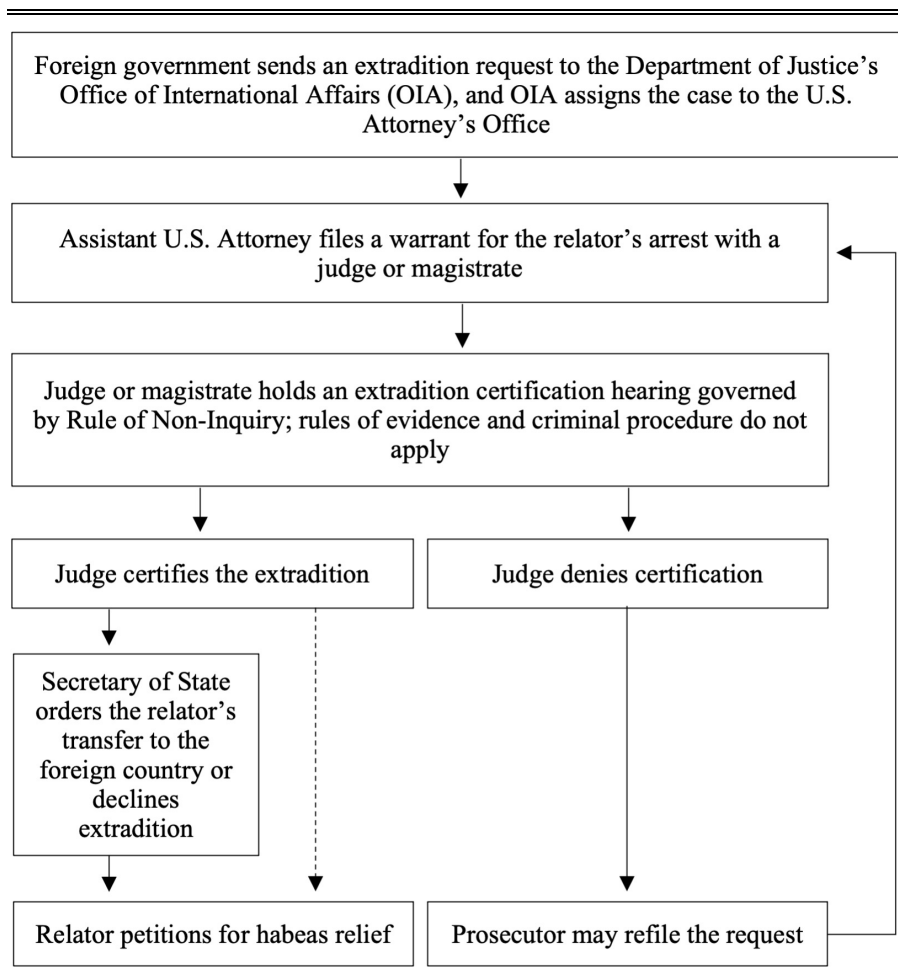 Foreign government sends an extradition request to the Department of Justice’s
Office of International Affairs (OIA), and OIA assigns the case to the U.S.
Attorney’s Office
Assistant U.S. Attorney files a warrant for the relator’s arrest with a
judge or magistrate
Judge or magistrate holds an extradition certification hearing governed
by Rule of Non-Inquiry; rules of evidence and criminal procedure do not
apply
Judge certifies the extradition
Judge denies certification
Secretary of State
orders the relator’s
transfer to the
foreign country or
declines
extradition
Relator petitions for habeas relief
Prosecutor may refile the request